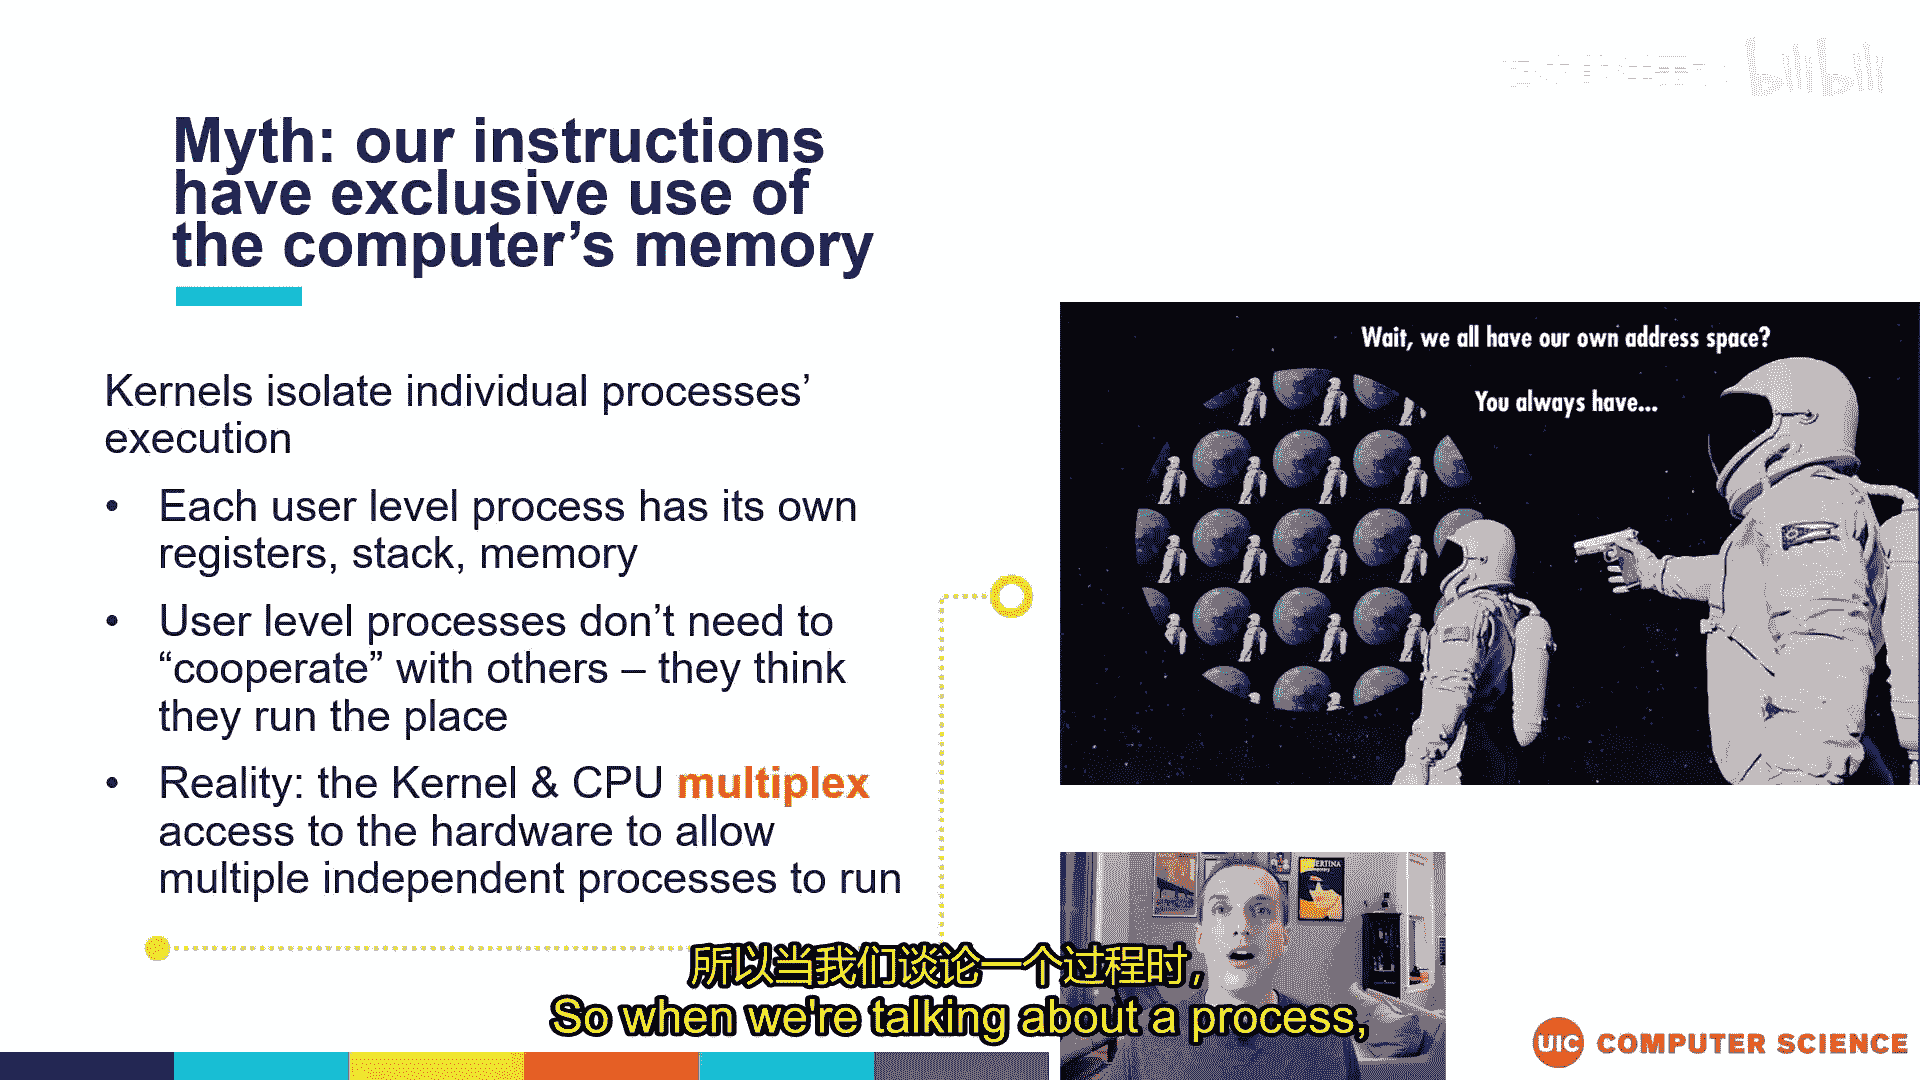 bilibili
Myth: our instructions
have exclusive use of
the computer’s memory
Kernels isolate individual processes’
execution
• Each user level process has its own
registers, stack, memory
• User level processes don’t need to
“cooperate” with others – they think
they run the place
• Reality: the Kernel & CPU multiplex
access to the hardware to allow
multiple independent processes to run
Wait, we all have our own address space?
You always have...
所以当我们谈论一个过程时,
So when we're talking about a process,
UIC COMPUTER SCIENCE